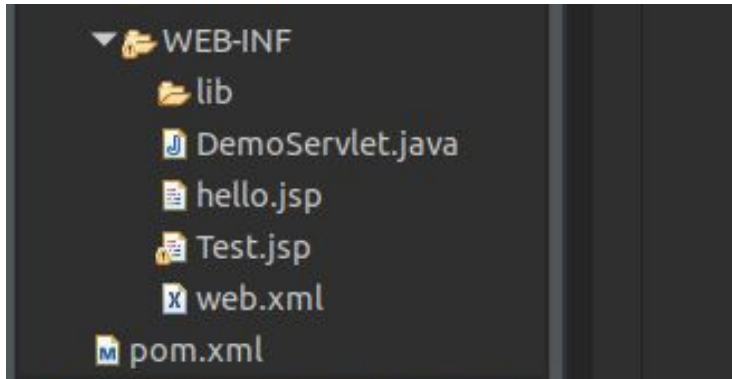 WEB-INF
lib
DemoServlet.java
hello.jsp
Test.jsp
web.xml
pom.xml